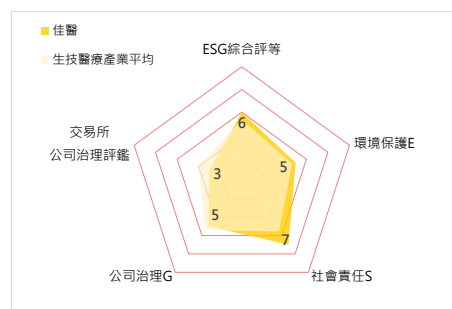 佳醫
生技醫療產業平均
ESG綜合評等
6
環境保護E
5
社會責任S
7
公司治理G
5
交易所
公司治理評鑑
3